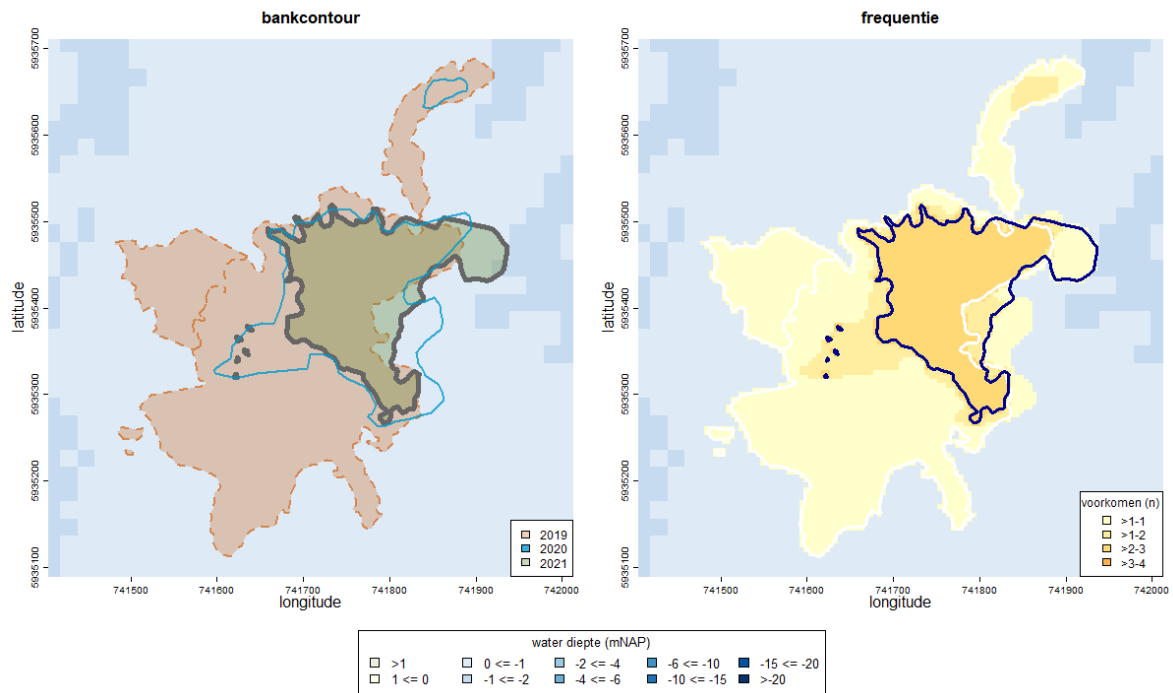 bankcontour
frequentie
5935700
5935600
5935500
5935400
5935300
5935200
5935100
latitude
741500
741600
741700
741800
741900
742000
longitude
2019
2020
2021
5935700
5935600
5935500
5935400
5935300
5935200
5935100
latitude
741500
741600
741700
741800
741900
742000
longitude
voorkomen (n)
>1-1
>1-2
>2-3
>3-4
water diepte (mNAP)
>1
0 <= -1
-2 <= -4
-6 <= -10
-15 <= -20
1 <= 0
-1 <= -2
-4 <= -6
-10 <= -15
>-20